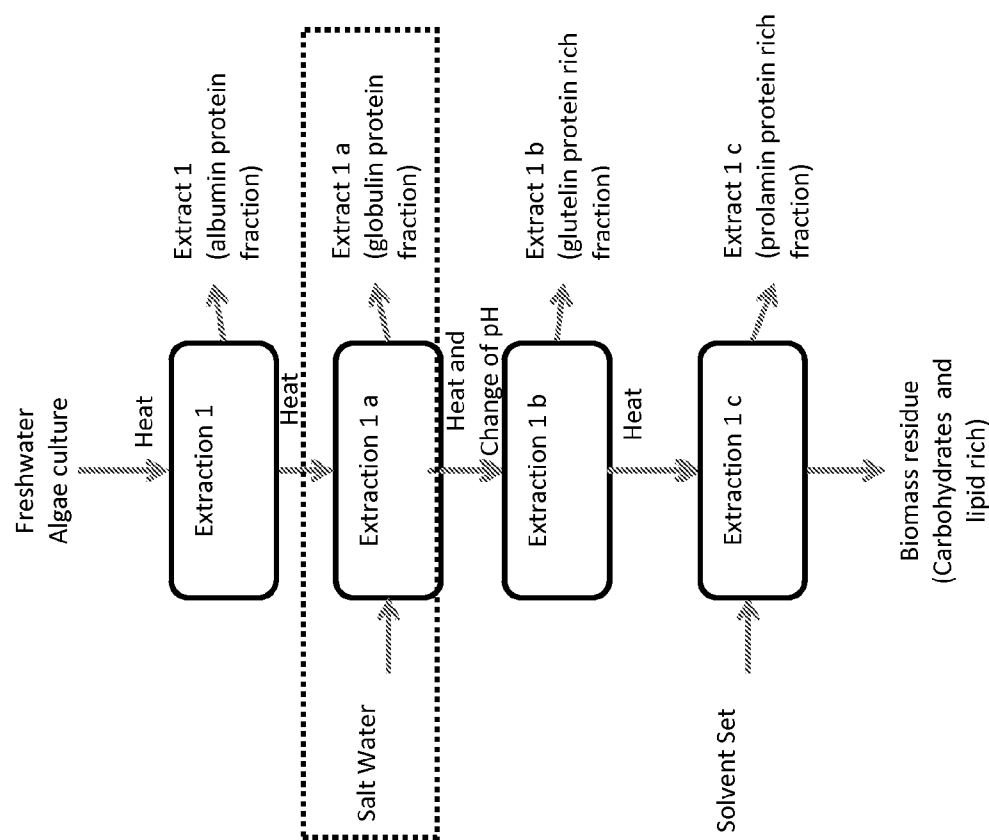 Freshwater
Algae culture
Heat
Extraction 1
Extract 1
(albumin protein
fraction)
Heat
Salt Water
Extraction 1 a
Extract 1 a
(globulin protein
fraction)
Heat and
Change of pH
Extraction 1 b
Extract 1 b
(glutelin protein rich
fraction)
Heat
Solvent Set
Extraction 1 c
Extract 1 c
(prolamin protein rich
fraction)
Biomass residue
(Carbohydrates and
lipid rich)